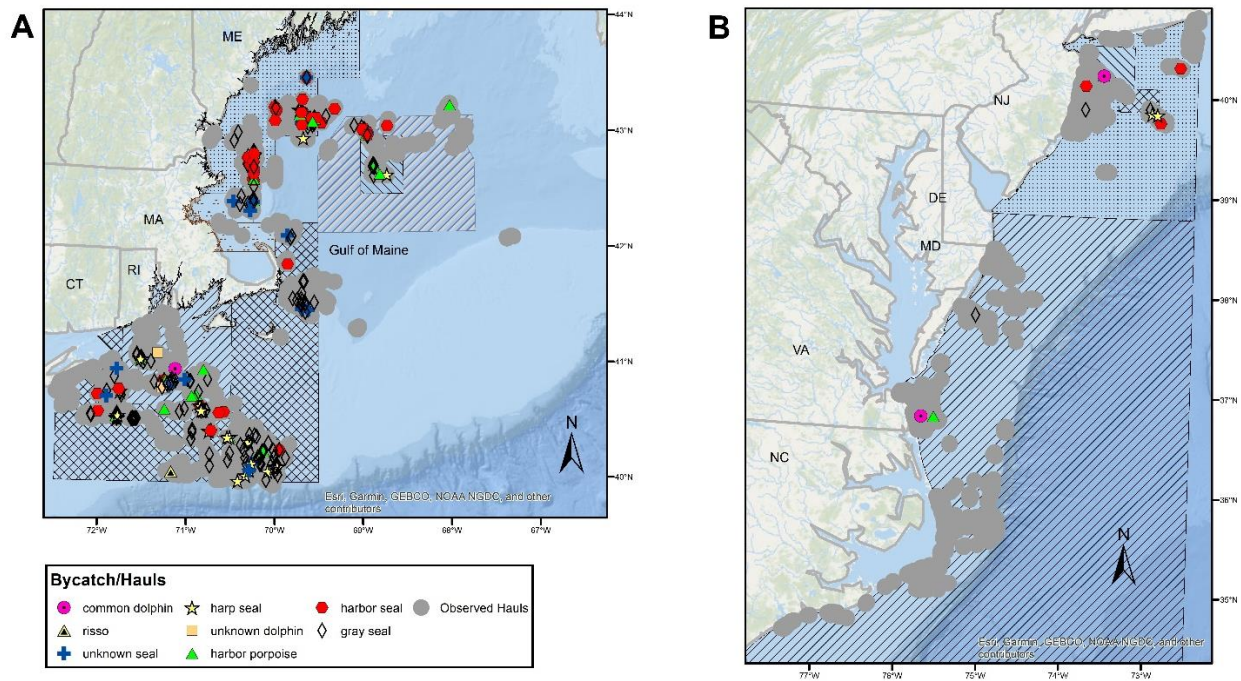 A
ME
MA
CT
RI
Gulf of Maine
N
Esri, Garmin, GEBCO, NOAA NGDC, and other
contributors
44°N
43°N
42°N
41°N
40°N
72°W 71°W 70°W 69°W 68°W 67°W
Bycatch/Hauls
common dolphin harp seal harbor seal Observed Hauls
risso unknown dolphin gray seal
unknown seal harbor porpoise
B
NJ
DE
MD
VA
NC
N
Esri, Garmin, GEBCO, NOAA NGDC, and other
contributors
40°N
39°N
38°N
37°N
36°N
35°N
77°W 76°W 75°W 74°W 73°W